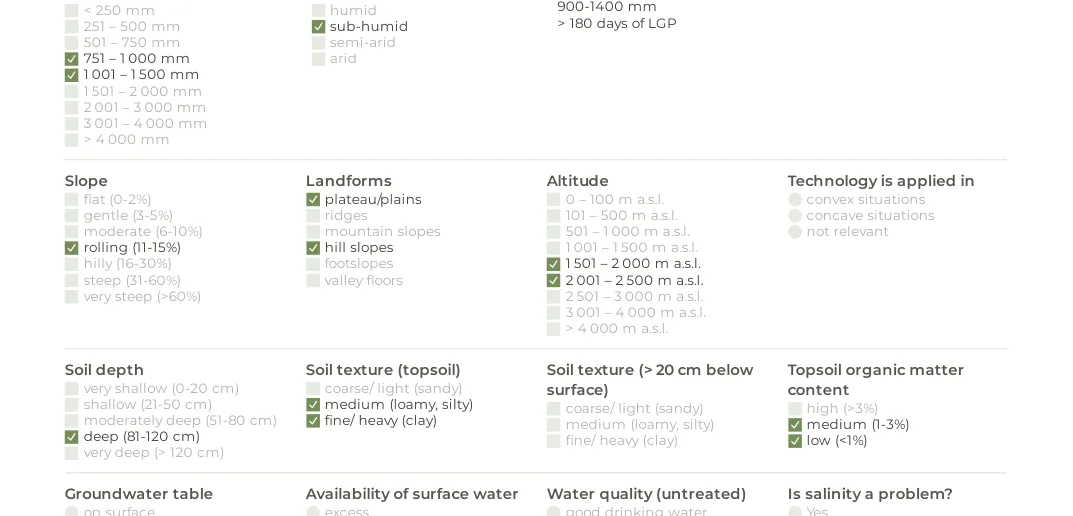 < 250 mm
251 – 500 mm
501 – 750 mm
751 – 1 000 mm
1 001 – 1 500 mm
1 501 – 2 000 mm
2 001 – 3 000 mm
3 001 – 4 000 mm
> 4 000 mm
humid
sub-humid
semi-arid
arid
900-1400 mm
> 180 days of LGP
Slope
flat (0-2%)
gentle (3-5%)
moderate (6-10%)
rolling (11-15%)
hilly (16-30%)
steep (31-60%)
very steep (>60%)
Landforms
plateau/plains
ridges
mountain slopes
hill slopes
footslopes
valley floors
Altitude
0 – 100 m a.s.l.
101 – 500 m a.s.l.
501 – 1 000 m a.s.l.
1 001 – 1 500 m a.s.l.
1 501 – 2 000 m a.s.l.
2 001 – 2 500 m a.s.l.
2 501 – 3 000 m a.s.l.
3 001 – 4 000 m a.s.l.
> 4 000 m a.s.l.
Technology is applied in
convex situations
concave situations
not relevant
Soil depth
very shallow (0-20 cm)
shallow (21-50 cm)
moderately deep (51-80 cm)
deep (81-120 cm)
very deep (> 120 cm)
Soil texture (topsoil)
coarse/ light (sandy)
medium (loamy, silty)
fine/ heavy (clay)
Soil texture (> 20 cm below
surface)
coarse/ light (sandy)
medium (loamy, silty)
fine/ heavy (clay)
Topsoil organic matter
content
high (>3%)
medium (1-3%)
low (<1%)
Groundwater table
on surface
Availability of surface water
excess
Water quality (untreated)
good drinking water
Is salinity a problem?
Yes